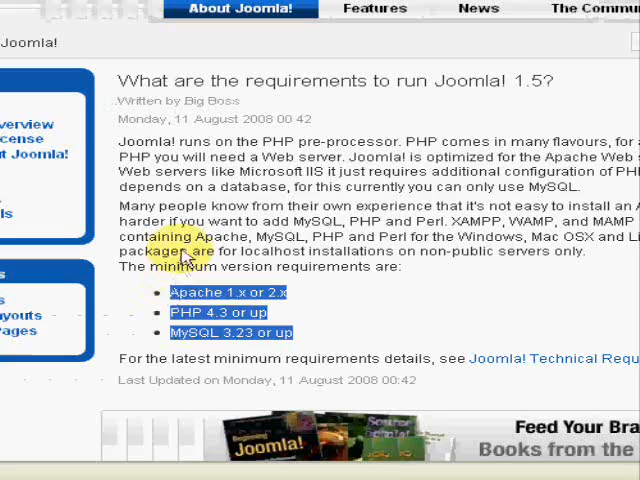 About Joomla!
Features
News
The Commu
Joomla!
What are the requirements to run Joomla! 1.5?
Written by Big Boss
Monday, 11 August 2008 00:42
Joomla! runs on the PHP pre-processor. PHP comes in many flavours, for a
PHP you will need a Web server. Joomla! is optimized for the Apache Web s
Web servers like Microsoft IIS it just requires additional configuration of PH
depends on a database, for this currently you can only use MySQL.
Many people know from their own experience that it's not easy to install an
harder if you want to add MySQL, PHP and Perl. XAMPP, WAMP, and MAMP
containing Apache, MySQL, PHP and Perl for the Windows, Mac OSX and Li
packages are for localhost installations on non-public servers only.
The minimum version requirements are:
• Apache 1.x or 2.x
• PHP 4.3 or up
• MySQL 3.23 or up
For the latest minimum requirements details, see Joomla! Technical Requ
Last Updated on Monday, 11 August 2008 00:42
verview
cense
ut Joomla!
ls
s
s
ayouts
Pages
Beginning
Joomla!
Feed Your Bra
Books from the